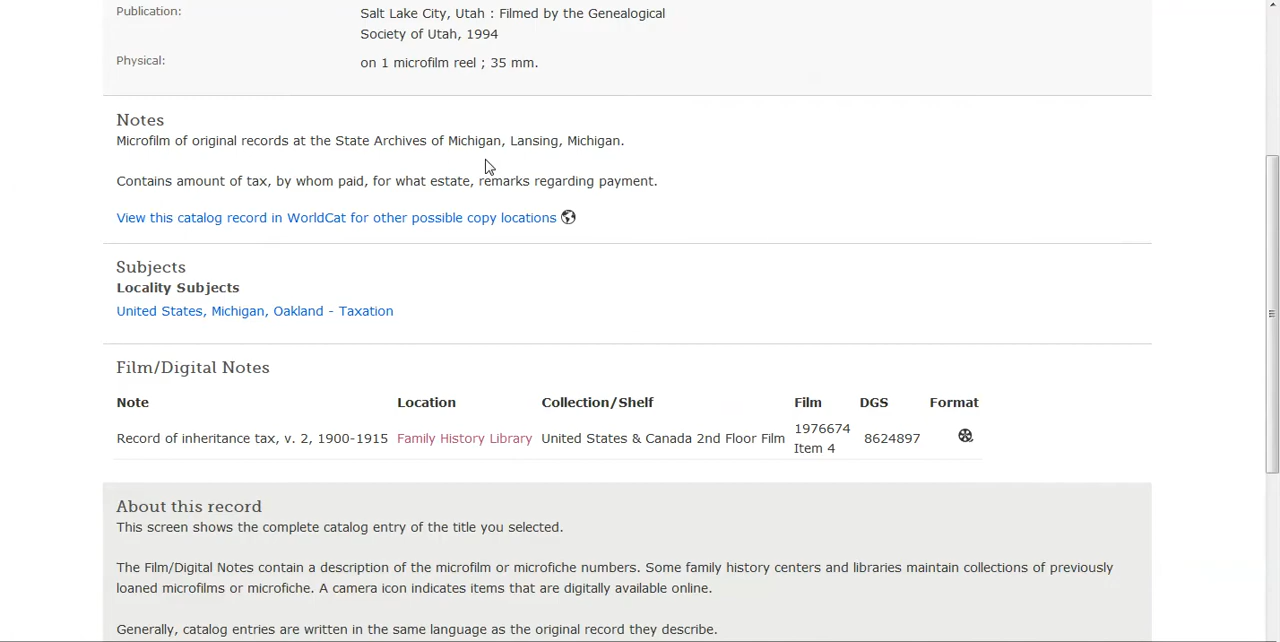 Publication: Salt Lake City, Utah : Filmed by the Genealogical
Society of Utah, 1994
Physical: on 1 microfilm reel ; 35 mm.
Notes
Microfilm of original records at the State Archives of Michigan, Lansing, Michigan.
Contains amount of tax, by whom paid, for what estate, remarks regarding payment.
View this catalog record in WorldCat for other possible copy locations
Subjects
Locality Subjects
United States, Michigan, Oakland - Taxation
Film/Digital Notes
Note Location Collection/Shelf Film DGS Format
Record of inheritance tax, v. 2, 1900-1915 Family History Library United States & Canada 2nd Floor Film 1976674 8624897
Item 4
About this record
This screen shows the complete catalog entry of the title you selected.
The Film/Digital Notes contain a description of the microfilm or microfiche numbers. Some family history centers and libraries maintain collections of previously
loaned microfilms or microfiche. A camera icon indicates items that are digitally available online.
Generally, catalog entries are written in the same language as the original record they describe.